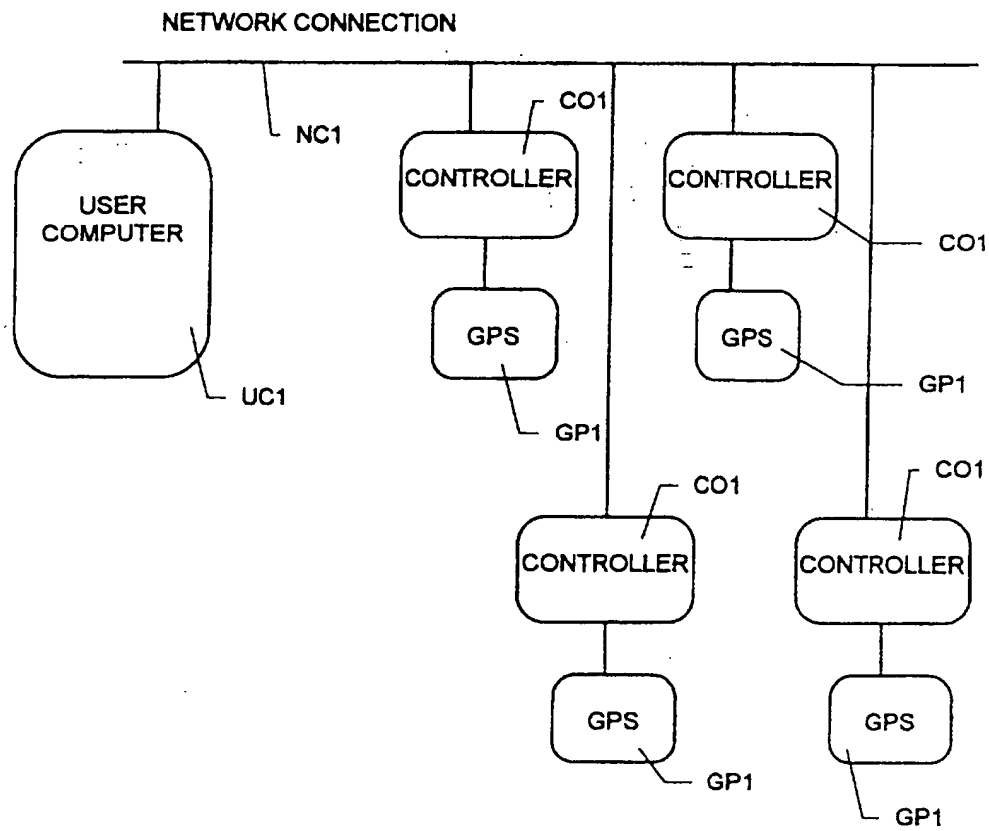 NETWORK CONNECTION
NC1
CO1
CONTROLLER
CONTROLLER
USER
COMPUTER
CO1
GPS
GPS
UC1
GP1
GP1
CO1
CO1
CONTROLLER
CONTROLLER
GPS
GPS
GP1
GP1